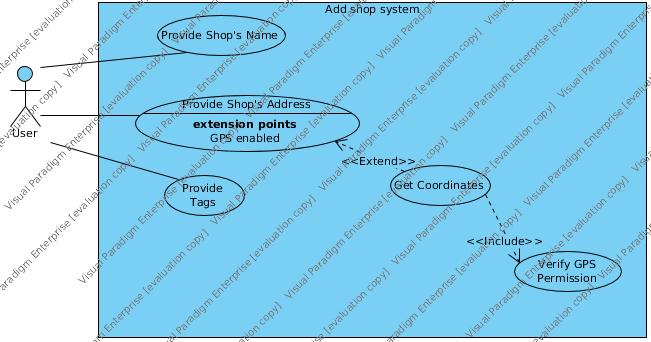 Add shop system
Provide Shop's Name
Provide Shop's Address
extension points
GPS enabled
User
<<Extend>>
Provide
Tags
Get Coordinates
<<Include>>
Verify GPS
Permission
Visual Paradigm Enterprise [evaluation copy]